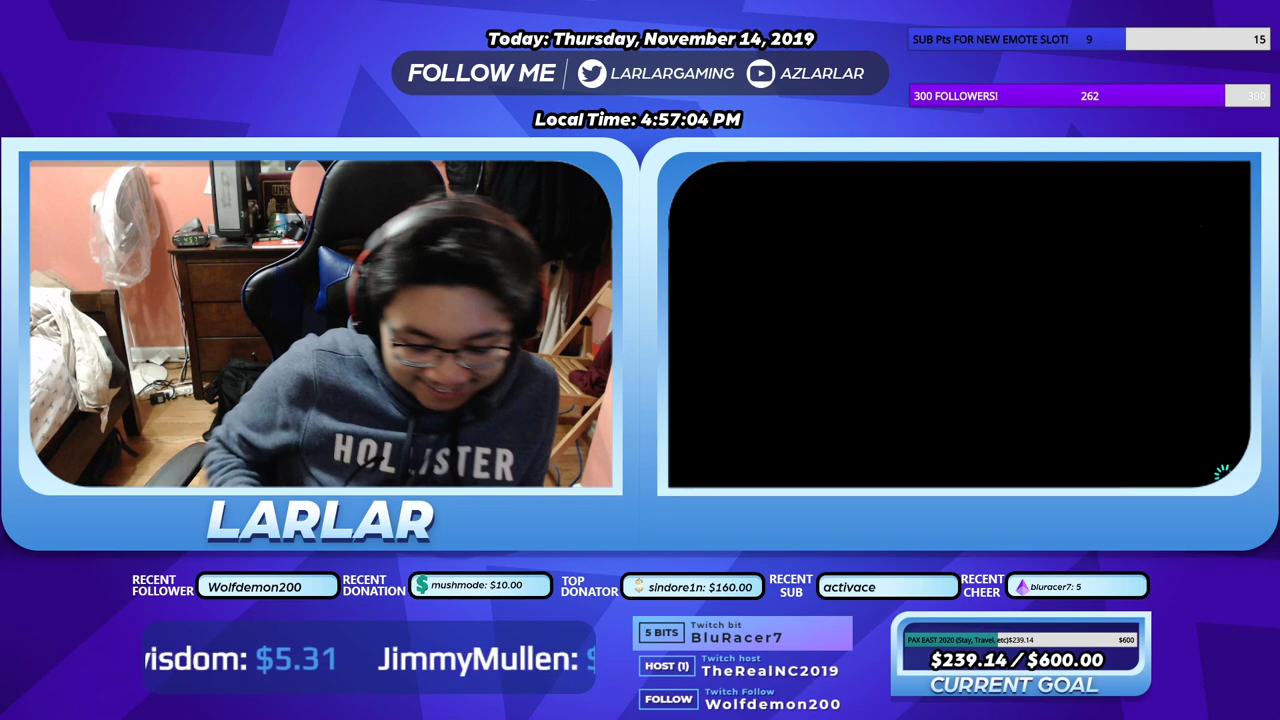 Today: Thursday, November 14, 2019
FOLLOW ME LARLARGAMING AZLARLAR
Local Time: 4:57:04 PM
SUB Pts FOR NEW EMOTE SLOT! 9 15
300 FOLLOWERS! 262 300
4:57
HOLLISTER
LARLAR
RECENT FOLLOWER Wolfdemon200
RECENT DONATION mushmode: $10.00
TOP DONATOR sindore1n: $160.00
RECENT SUB activace
RECENT CHEER bluracer7: 5
visdom: $5.31 JimmyMullen: $
5 BITS Twitch bit
BluRacer7
HOST (1) Twitch host
TheRealNC2019
FOLLOW Twitch Follow
Wolfdemon200
PAX EAST 2020 (Stay, Travel, etc)$239.14 $600
$239.14 / $600.00
CURRENT GOAL